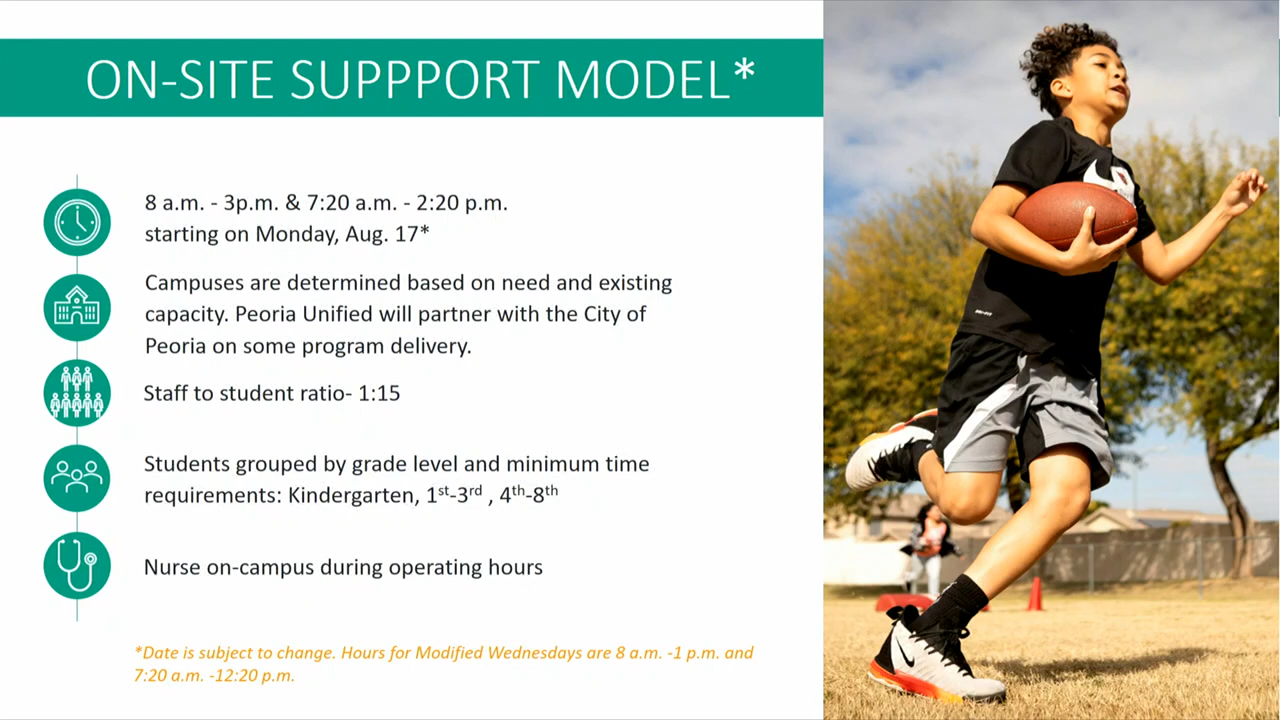 ON-SITE SUPPPORT MODEL*
8 a.m. - 3p.m. & 7:20 a.m. - 2:20 p.m.
starting on Monday, Aug. 17*
Campuses are determined based on need and existing
capacity. Peoria Unified will partner with the City of
Peoria on some program delivery.
Staff to student ratio- 1:15
Students grouped by grade level and minimum time
requirements: Kindergarten, 1st-3rd , 4th-8th
Nurse on-campus during operating hours
*Date is subject to change. Hours for Modified Wednesdays are 8 a.m. -1 p.m. and
7:20 a.m. -12:20 p.m.